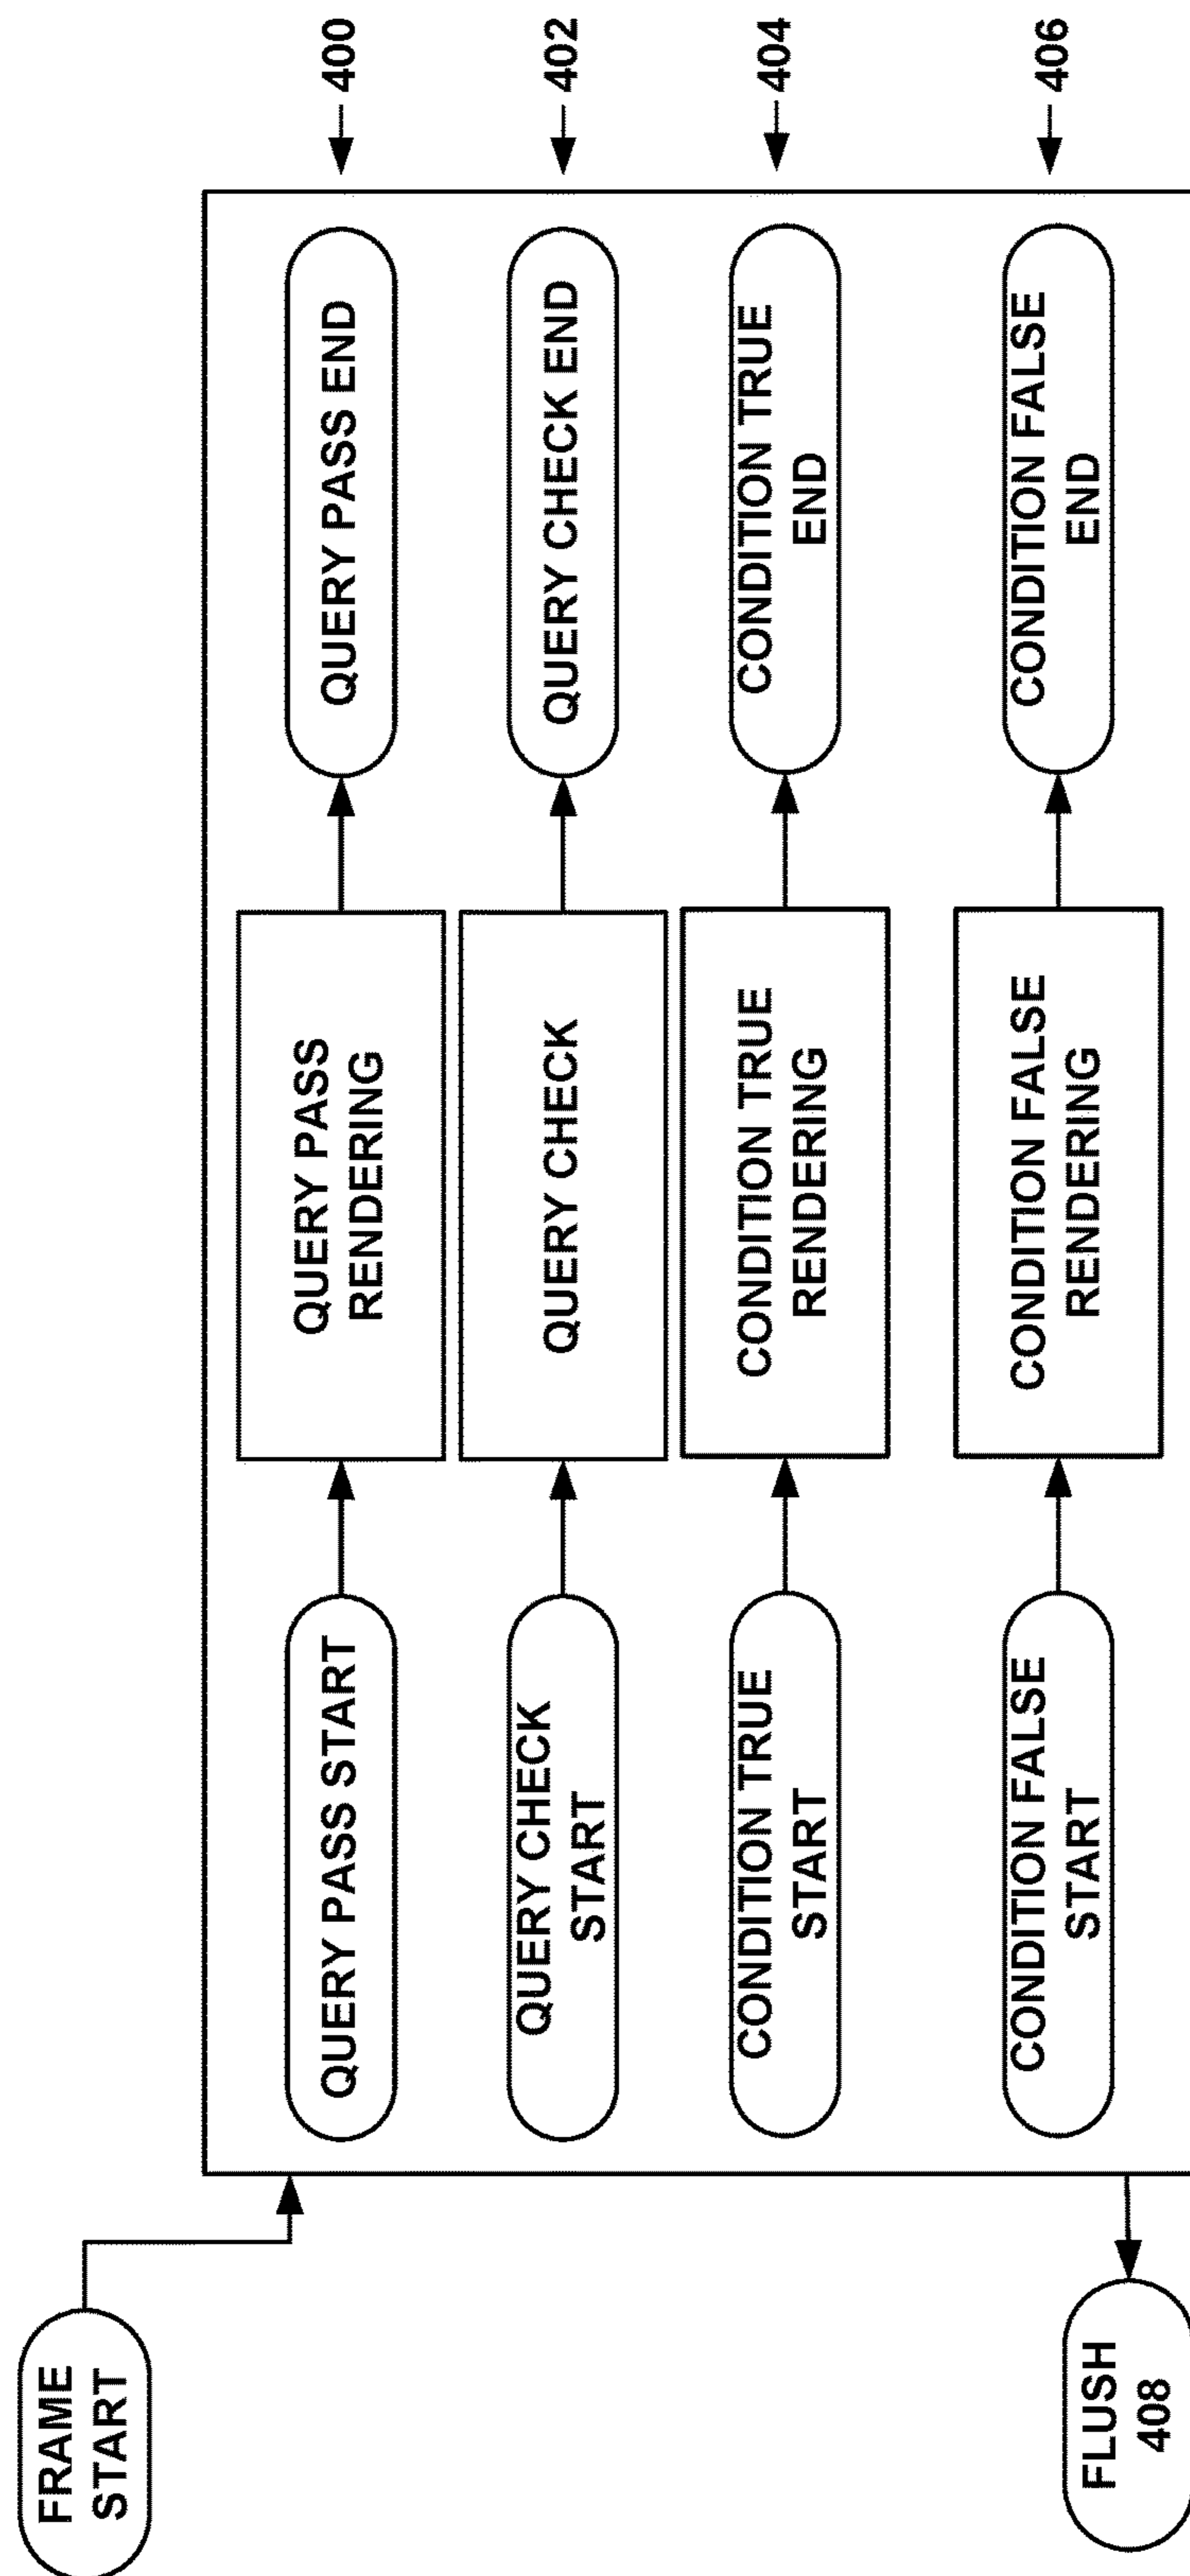 FRAME
START
QUERY PASS START
QUERY PASS
RENDERING
QUERY PASS END
400
QUERY CHECK
START
QUERY CHECK
QUERY CHECK END
402
CONDITION TRUE
START
CONDITION TRUE
RENDERING
CONDITION TRUE
END
404
CONDITION FALSE
START
CONDITION FALSE
RENDERING
CONDITION FALSE
END
406
FLUSH
408